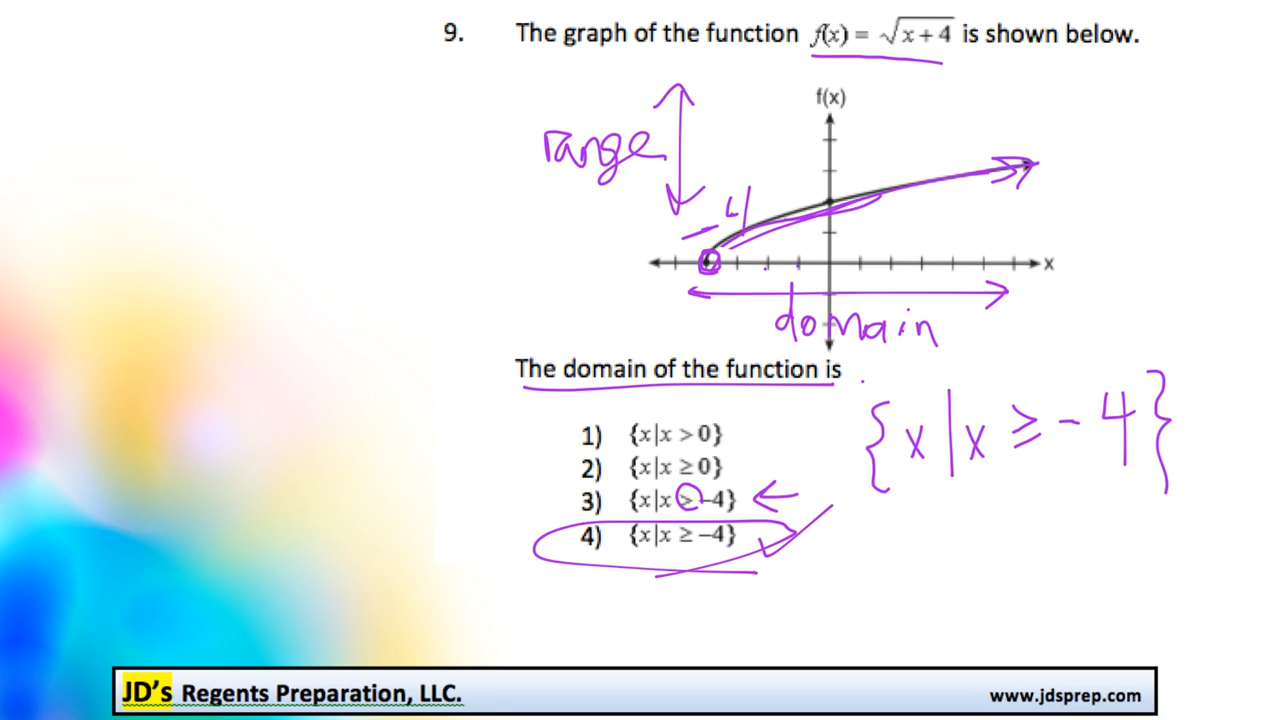 9. The graph of the function f(x) = √x + 4 is shown below.
f(x)
range
-4
x
domain
The domain of the function is
{x|x ≥ -4}
1) {x|x > 0}
2) {x|x ≥ 0}
3) {x|x > -4}
4) {x|x ≥ -4}
JD's Regents Preparation, LLC.
www.jdsprep.com